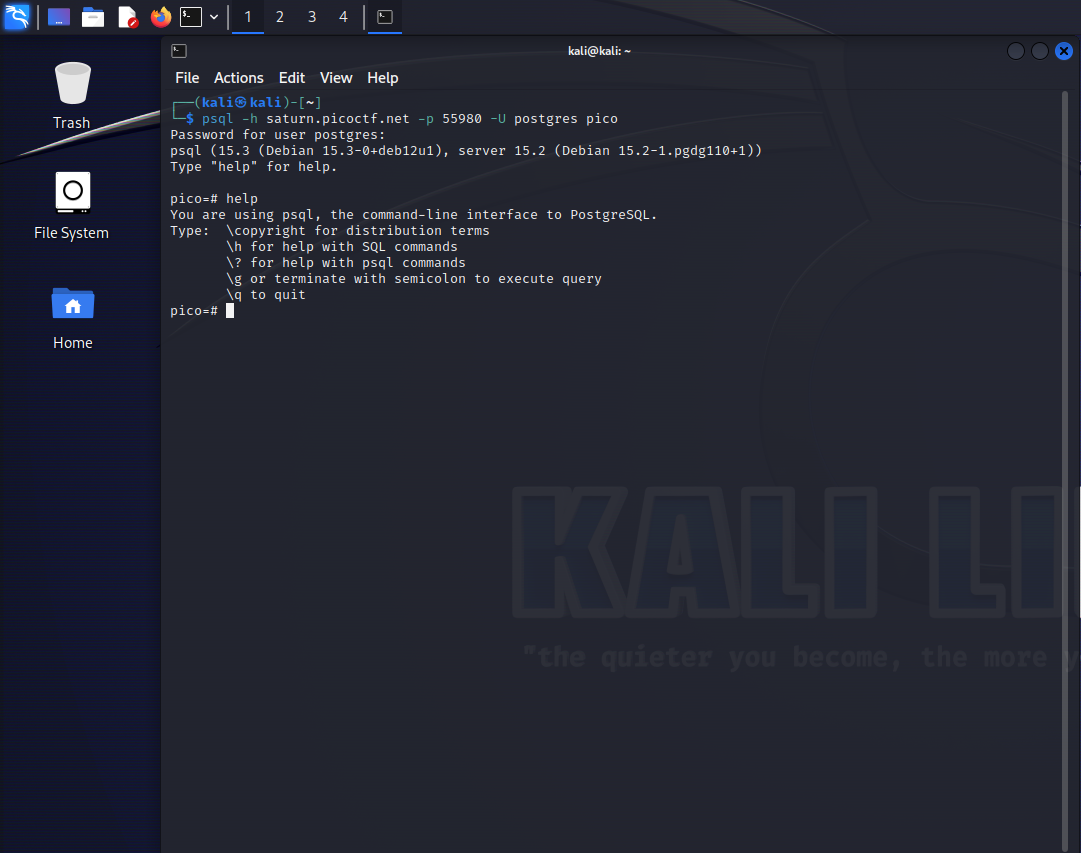 1 2 3 4
kali@kali: ~
File Actions Edit View Help
Trash
File System
Home
┌──(kali㉿kali)-[~]
└─$ psql -h saturn.picoctf.net -p 55980 -U postgres pico
Password for user postgres:
psql (15.3 (Debian 15.3-0+deb12u1), server 15.2 (Debian 15.2-1.pgdg110+1))
Type "help" for help.
pico=# help
You are using psql, the command-line interface to PostgreSQL.
Type:  \copyright for distribution terms
       \h for help with SQL commands
       \? for help with psql commands
       \g or terminate with semicolon to execute query
       \q to quit
pico=#
KALI LI
"the quieter you become, the more y